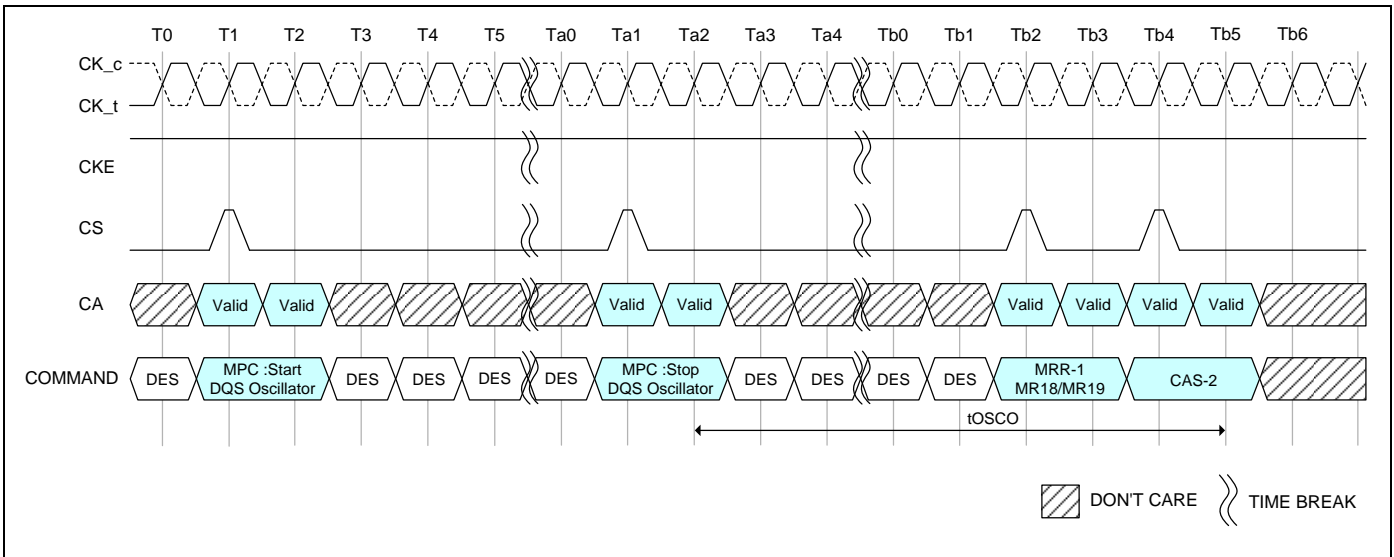 T0 T1 T2 T3 T4 T5 Ta0 Ta1 Ta2 Ta3 Ta4 Tb0 Tb1 Tb2 Tb3 Tb4 Tb5 Tb6
CK_c
CK_t
CKE
CS
CA Valid Valid Valid Valid Valid Valid Valid Valid
COMMAND DES MPC :Start DES DES DES DES MPC :Stop DES DES DES DES MRR-1 CAS-2
DQS Oscillator DQS Oscillator MR18/MR19
tOSCO
DON'T CARE TIME BREAK